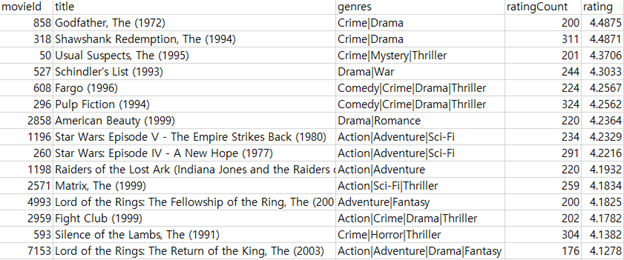 movieId title genres ratingCount rating
858 Godfather, The (1972) Crime|Drama 200 4.4875
318 Shawshank Redemption, The (1994) Crime|Drama 311 4.4871
50 Usual Suspects, The (1995) Crime|Mystery|Thriller 201 4.3706
527 Schindler's List (1993) Drama|War 244 4.3033
608 Fargo (1996) Comedy|Crime|Drama|Thriller 224 4.2567
296 Pulp Fiction (1994) Comedy|Crime|Drama|Thriller 324 4.2562
2858 American Beauty (1999) Drama|Romance 220 4.2364
1196 Star Wars: Episode V - The Empire Strikes Back (1980) Action|Adventure|Sci-Fi 234 4.2329
260 Star Wars: Episode IV - A New Hope (1977) Action|Adventure|Sci-Fi 291 4.2216
1198 Raiders of the Lost Ark (Indiana Jones and the Raiders Action|Adventure 220 4.1932
2571 Matrix, The (1999) Action|Sci-Fi|Thriller 259 4.1834
4993 Lord of the Rings: The Fellowship of the Ring, The (200 Adventure|Fantasy 200 4.1825
2959 Fight Club (1999) Action|Crime|Drama|Thriller 202 4.1782
593 Silence of the Lambs, The (1991) Crime|Horror|Thriller 304 4.1382
7153 Lord of the Rings: The Return of the King, The (2003) Action|Adventure|Drama|Fantasy 176 4.1278